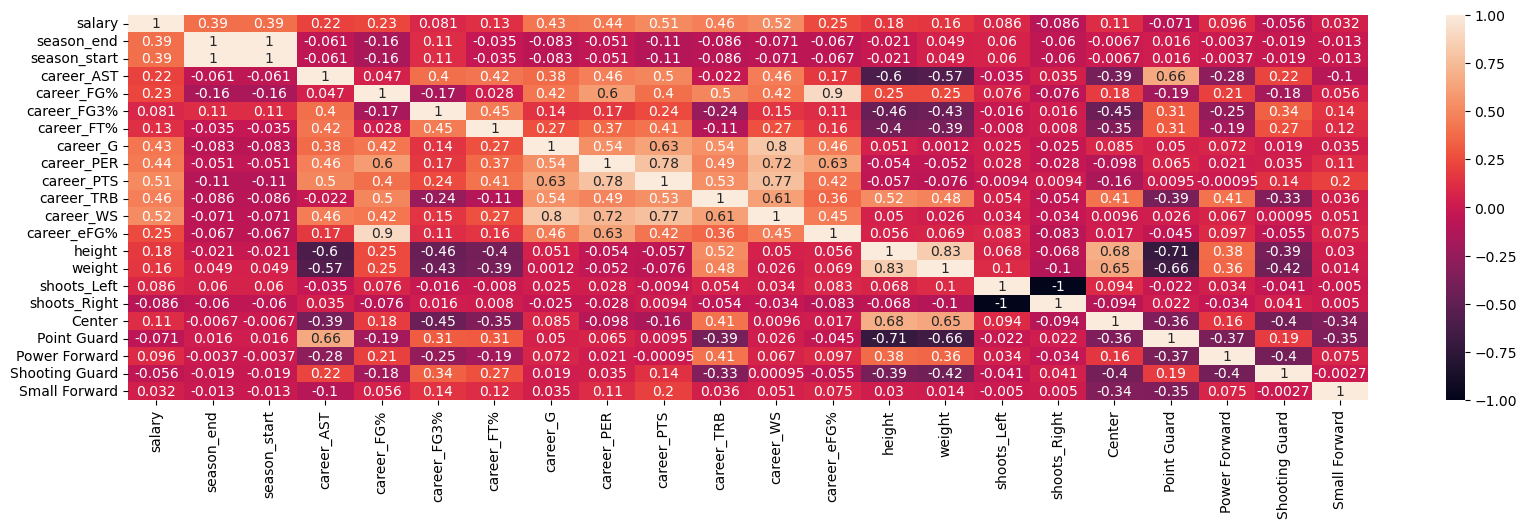 salary 1 0.39 0.39 0.22 0.23 0.081 0.13 0.43 0.44 0.51 0.46 0.52 0.25 0.18 0.16 0.086 -0.086 0.11 -0.071 0.096 -0.056 0.032
season_end 0.39 1 1 -0.061 -0.16 0.11 -0.035 -0.083 -0.051 -0.11 -0.086 -0.071 -0.067 -0.021 0.049 0.06 -0.06 -0.0067 0.016 -0.0037 -0.019 -0.013
season_start 0.39 1 1 -0.061 -0.16 0.11 -0.035 -0.083 -0.051 -0.11 -0.086 -0.071 -0.067 -0.021 0.049 0.06 -0.06 -0.0067 0.016 -0.0037 -0.019 -0.013
career_AST 0.22 -0.061 -0.061 1 0.047 0.4 0.42 0.38 0.46 0.5 -0.022 0.46 0.17 -0.6 -0.57 -0.035 0.035 -0.39 0.66 -0.28 0.22 -0.1
career_FG% 0.23 -0.16 -0.16 0.047 1 -0.17 0.028 0.42 0.6 0.4 0.5 0.42 0.9 0.25 0.25 0.076 -0.076 0.18 -0.19 0.21 -0.18 0.056
career_FG3% 0.081 0.11 0.11 0.4 -0.17 1 0.45 0.14 0.17 0.24 -0.24 0.15 0.11 -0.46 -0.43 -0.016 0.016 -0.45 0.31 -0.25 0.34 0.14
career_FT% 0.13 -0.035 -0.035 0.42 0.028 0.45 1 0.27 0.37 0.41 -0.11 0.27 0.16 -0.4 -0.39 -0.008 0.008 -0.35 0.31 -0.19 0.27 0.12
career_G 0.43 -0.083 -0.083 0.38 0.42 0.14 0.27 1 0.54 0.63 0.54 0.8 0.46 0.051 0.0012 0.025 -0.025 0.085 0.05 0.072 0.019 0.035
career_PER 0.44 -0.051 -0.051 0.46 0.6 0.17 0.37 0.54 1 0.78 0.49 0.72 0.63 -0.054 -0.052 0.028 -0.028 -0.098 0.065 0.021 0.035 0.11
career_PTS 0.51 -0.11 -0.11 0.5 0.4 0.24 0.41 0.63 0.78 1 0.53 0.77 0.42 -0.057 -0.076 -0.0094 0.0094 -0.16 0.0095 -0.00095 0.14 0.2
career_TRB 0.46 -0.086 -0.086 -0.022 0.5 -0.24 -0.11 0.54 0.49 0.53 1 0.61 0.36 0.52 0.48 0.054 -0.054 0.41 -0.39 0.41 -0.33 0.036
career_WS 0.52 -0.071 -0.071 0.46 0.42 0.15 0.27 0.8 0.72 0.77 0.61 1 0.45 0.05 0.026 0.034 -0.034 0.0096 0.026 0.067 0.00095 0.051
career_eFG% 0.25 -0.067 -0.067 0.17 0.9 0.11 0.16 0.46 0.63 0.42 0.36 0.45 1 0.056 0.069 0.083 -0.083 0.017 -0.045 0.097 -0.055 0.075
height 0.18 -0.021 -0.021 -0.6 0.25 -0.46 -0.4 0.051 -0.054 -0.057 0.52 0.05 0.056 1 0.83 0.068 -0.068 0.68 -0.71 0.38 -0.39 0.03
weight 0.16 0.049 0.049 -0.57 0.25 -0.43 -0.39 0.0012 -0.052 -0.076 0.48 0.026 0.069 0.83 1 0.1 -0.1 0.65 -0.66 0.36 -0.42 0.014
shoots_Left 0.086 0.06 0.06 -0.035 0.076 -0.016 -0.008 0.025 0.028 -0.0094 0.054 0.034 0.083 0.068 0.1 1 -1 0.094 -0.022 0.034 -0.041 -0.005
shoots_Right -0.086 -0.06 -0.06 0.035 -0.076 0.016 0.008 -0.025 -0.028 0.0094 -0.054 -0.034 -0.083 -0.068 -0.1 -1 1 -0.094 0.022 -0.034 0.041 0.005
Center 0.11 -0.0067 -0.0067 -0.39 0.18 -0.45 -0.35 0.085 -0.098 -0.16 0.41 0.0096 0.017 0.68 0.65 0.094 -0.094 1 -0.36 0.16 -0.4 -0.34
Point Guard -0.071 0.016 0.016 0.66 -0.19 0.31 0.31 0.05 0.065 0.0095 -0.39 0.026 -0.045 -0.71 -0.66 -0.022 0.022 -0.36 1 -0.37 0.19 -0.35
Power Forward 0.096 -0.0037 -0.0037 -0.28 0.21 -0.25 -0.19 0.072 0.021 -0.00095 0.41 0.067 0.097 0.38 0.36 0.034 -0.034 0.16 -0.37 1 -0.4 0.075
Shooting Guard -0.056 -0.019 -0.019 0.22 -0.18 0.34 0.27 0.019 0.035 0.14 -0.33 0.00095 -0.055 -0.39 -0.42 -0.041 0.041 -0.4 0.19 -0.4 1 -0.0027
Small Forward 0.032 -0.013 -0.013 -0.1 0.056 0.14 0.12 0.035 0.11 0.2 0.036 0.051 0.075 0.03 0.014 -0.005 0.005 -0.34 -0.35 0.075 -0.0027 1
salary
season_end
season_start
career_AST
career_FG%
career_FG3%
career_FT%
career_G
career_PER
career_PTS
career_TRB
career_WS
career_eFG%
height
weight
shoots_Left
shoots_Right
Center
Point Guard
Power Forward
Shooting Guard
Small Forward
1.00
0.75
0.50
0.25
0.00
−0.25
−0.50
−0.75
−1.00